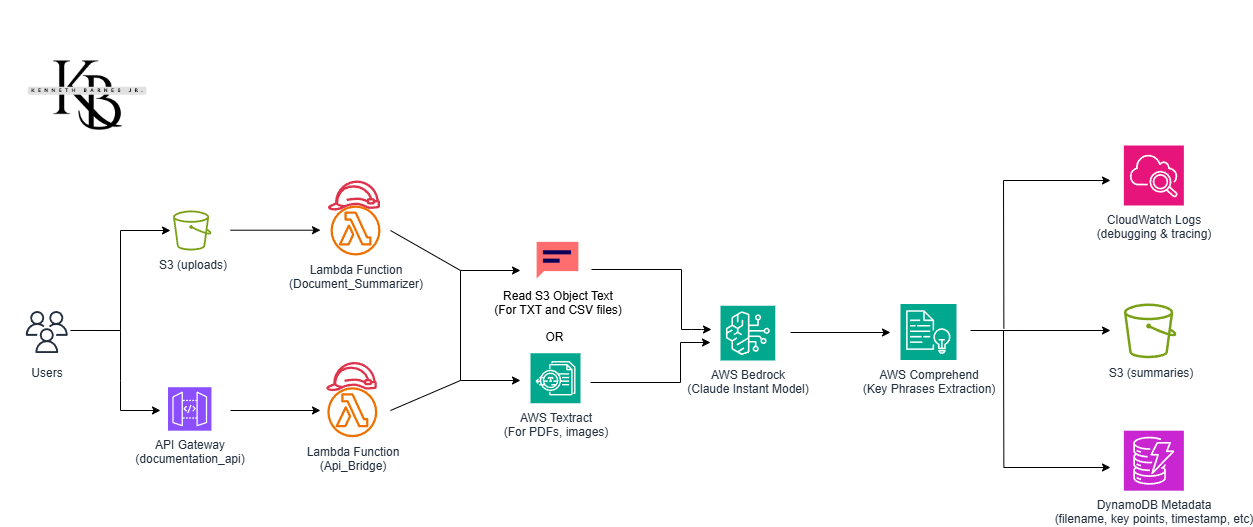 KB
KENNETH BARNES JR.
S3 (uploads)
Lambda Function
(Document_Summarizer)
Read S3 Object Text
(For TXT and CSV files)
OR
Users
API Gateway
(documentation_api)
Lambda Function
(Api_Bridge)
AWS Textract
(For PDFs, images)
AWS Bedrock
(Claude Instant Model)
AWS Comprehend
(Key Phrases Extraction)
CloudWatch Logs
(debugging & tracing)
S3 (summaries)
DynamoDB Metadata
(filename, key points, timestamp, etc)